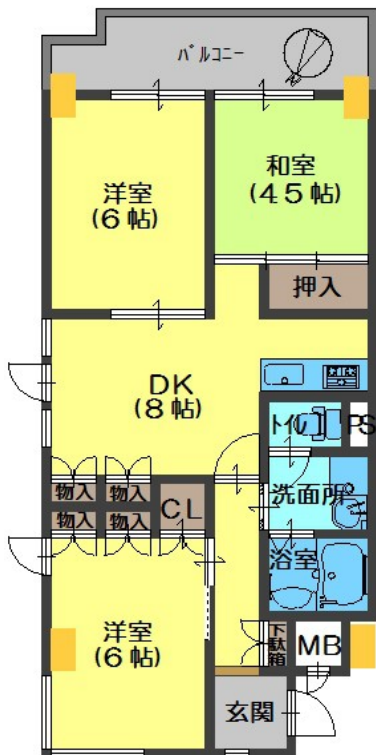 バルコニー
洋室
(6帖)
和室
(4.5帖)
押入
DK
(8帖)
トイレ
PS
洗面所
物入
物入
CL
物入
物入
浴室
洋室
(6帖)
下駄箱
MB
玄関